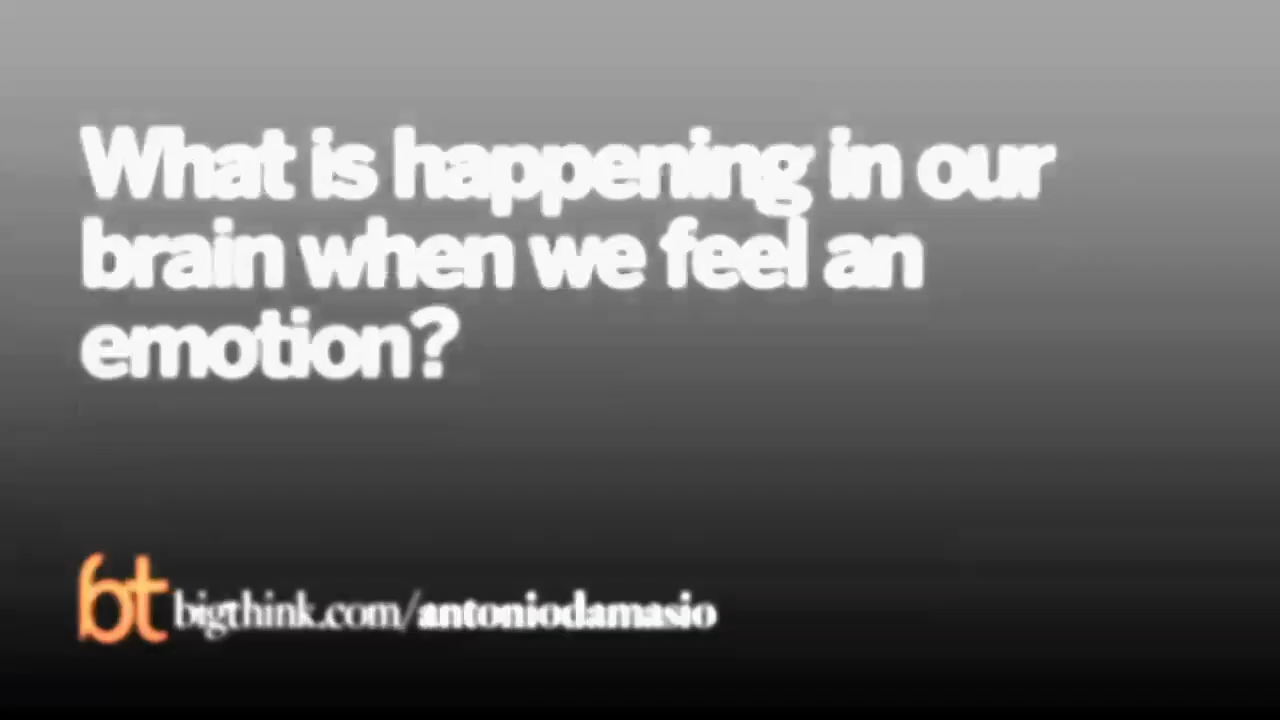 What is happening in our
brain when we feel an
emotion?
bt bigthink.com/antoniodamasio